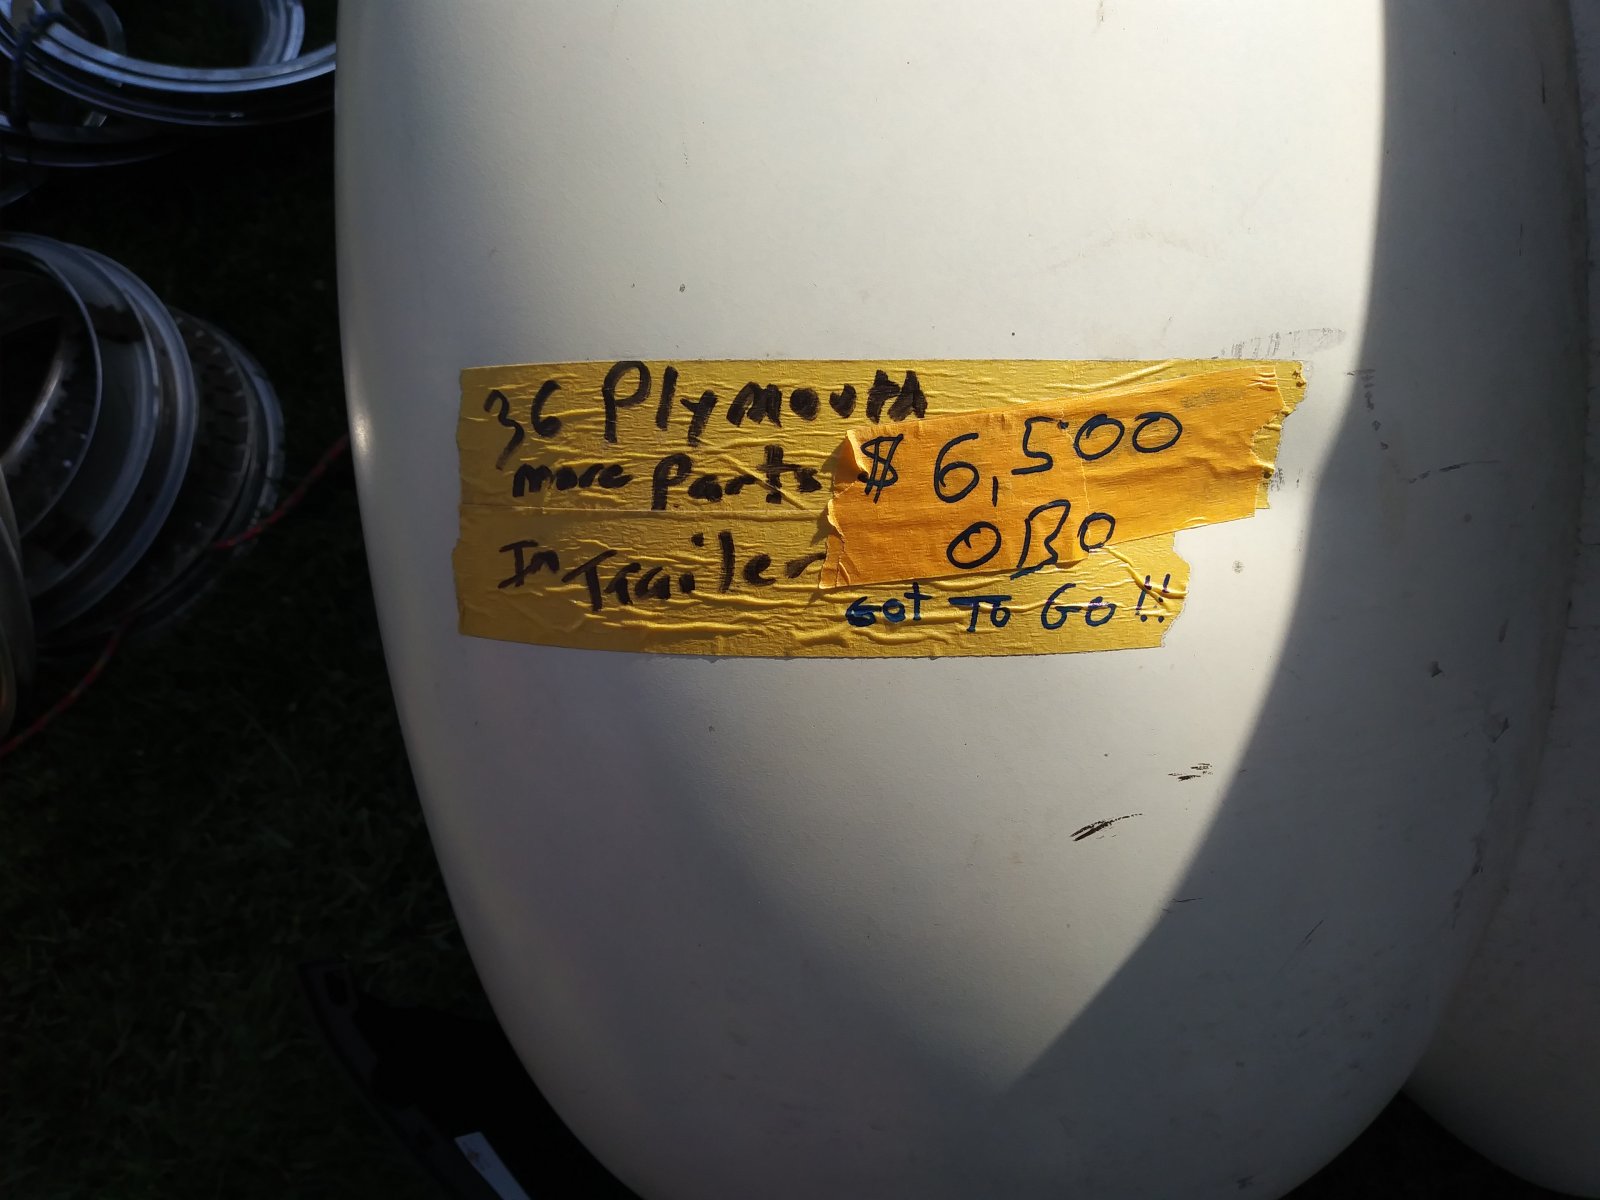 36 Plymouth
more Parts
In Trailer
$6,500
OBO
Got To Go!!